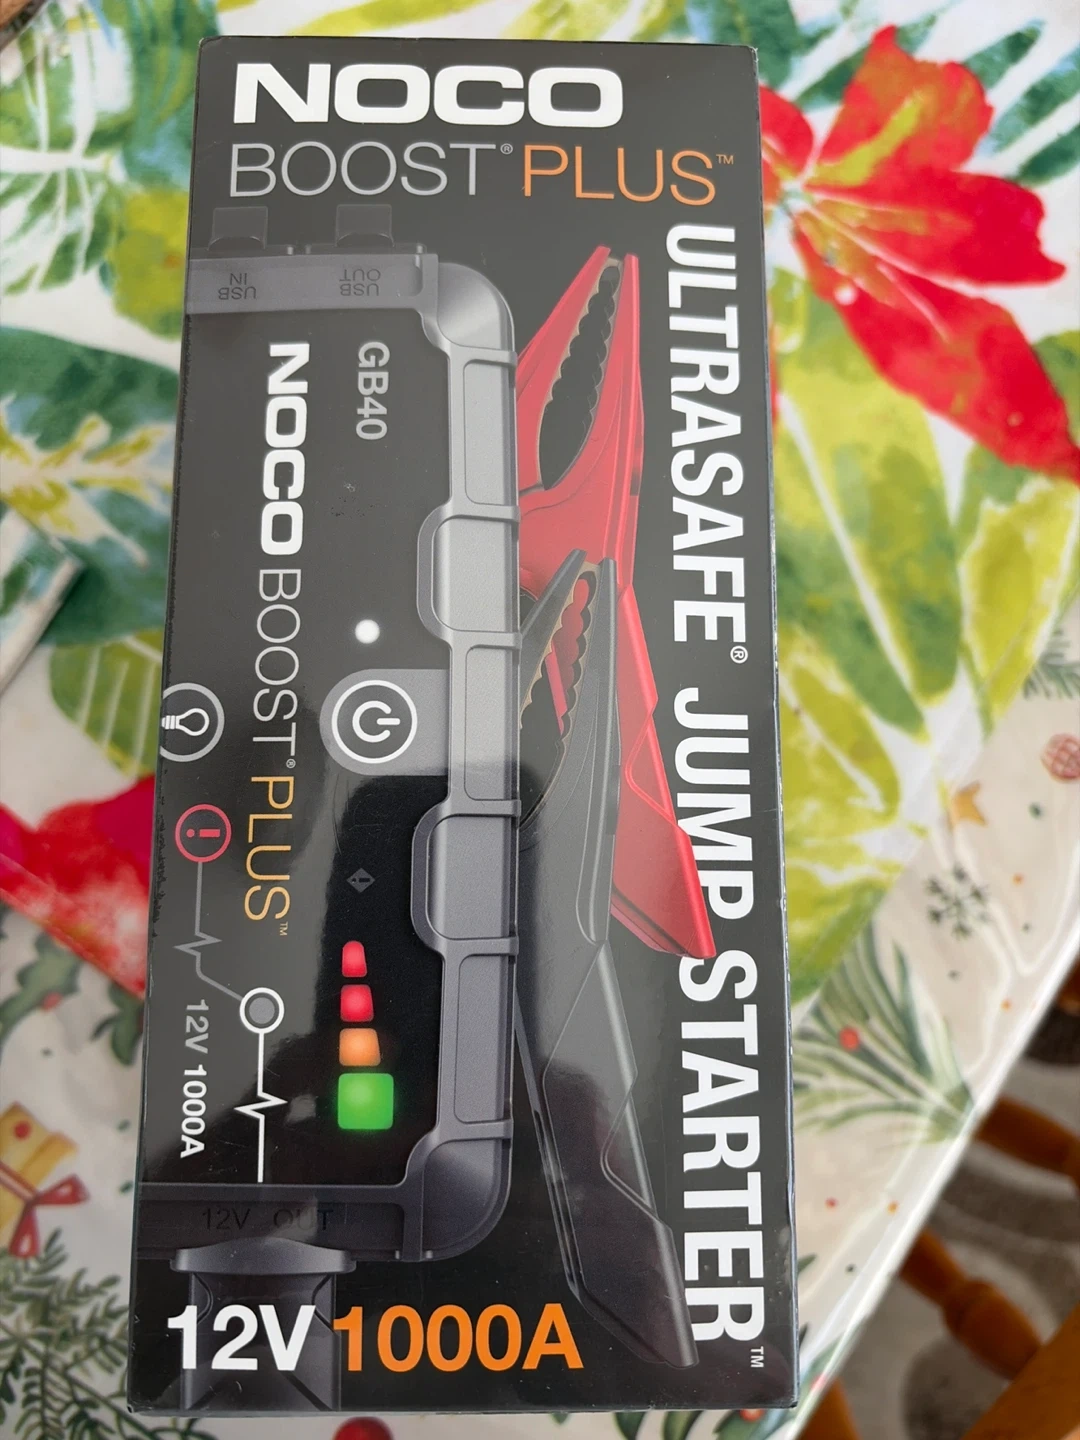 NOCO
BOOST® PLUS™
ULTRASAFE® JUMP STARTER™
USB IN
USB OUT
GB40
NOCO BOOST® PLUS™
12V 1000A
12V OUT
12V 1000A